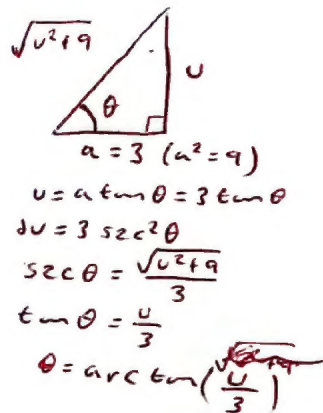 √(u²+9)
u
θ
a = 3 (a² = 9)
u = a tan θ = 3 tan θ
du = 3 sec² θ
sec θ = √(u²+9)/3
tan θ = u/3
θ = arc tan(u/3)